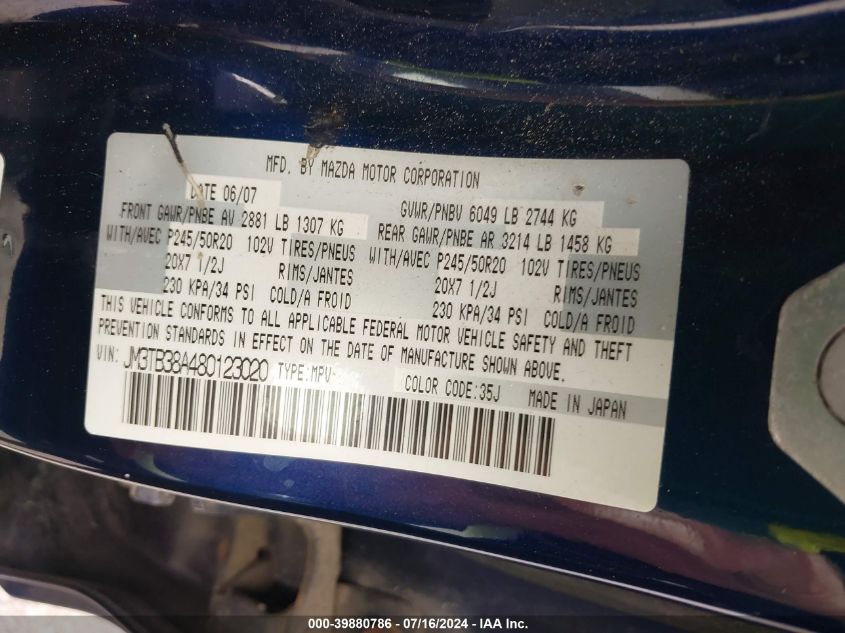 MFD. BY MAZDA MOTOR CORPORATION
DATE 06/07 GVWR/PNBV 6049 LB 2744 KG
FRONT GAWR/PNBE AV 2881 LB 1307 KG REAR GAWR/PNBE AR 3214 LB 1458 KG
WITH/AVEC P245/50R20 102V TIRES/PNEUS WITH/AVEC P245/50R20 102V TIRES/PNEUS
20X7 1/2J RIMS/JANTES 20X7 1/2J RIMS/JANTES
230 KPA/34 PSI COLD/A FROID 230 KPA/34 PSI COLD/A FROID
THIS VEHICLE CONFORMS TO ALL APPLICABLE FEDERAL MOTOR VEHICLE SAFETY AND THEFT
PREVENTION STANDARDS IN EFFECT ON THE DATE OF MANUFACTURE SHOWN ABOVE.
VIN: JM3TB38A480123020 TYPE:MPV COLOR CODE:35J MADE IN JAPAN
000-39880786 - 07/16/2024 - IAA Inc.